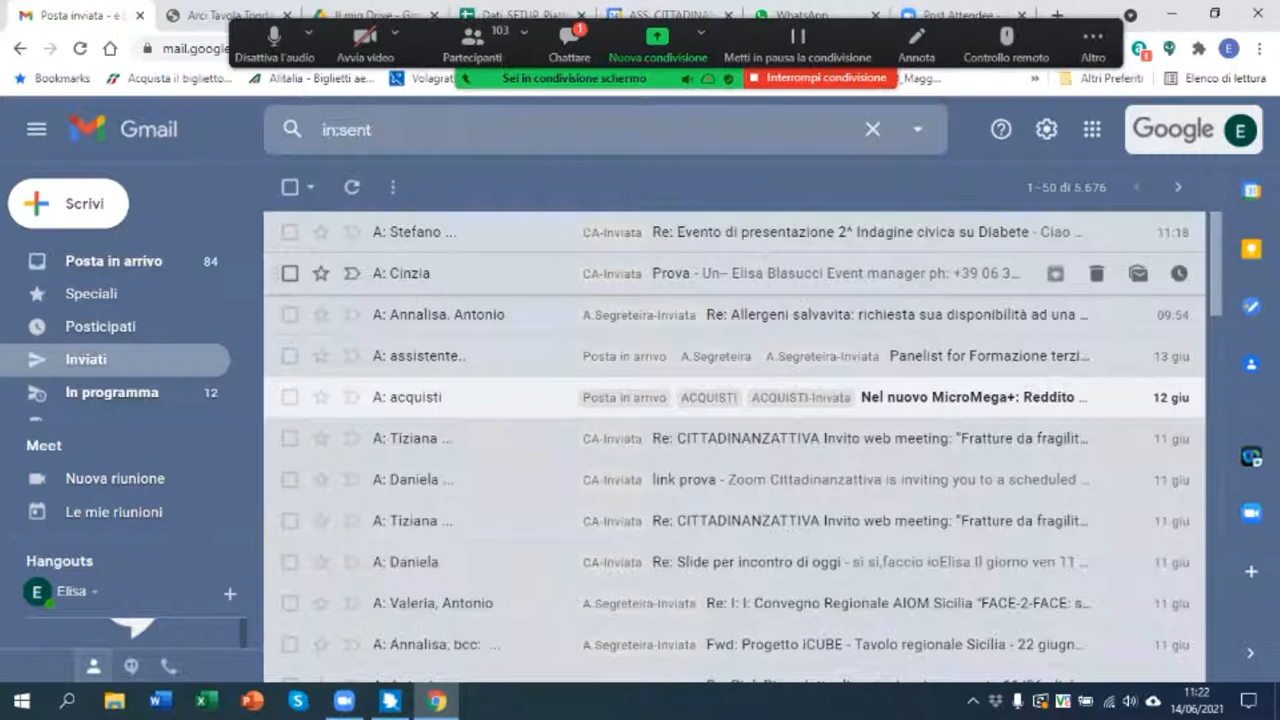 Posta inviata - e
Arci Tavola Tonda
Il mio Drive - Go
Dati_SETUP_Piatt
ASS. CITTADINA
WhatsApp
Post Attendee -
mail.google
Disattiva l'audio
Avvia video
Partecipanti
103
Chattare
1
Nuova condivisione
Metti in pausa la condivisione
Annota
Controllo remoto
Altro
Sei in condivisione schermo
Interrompi condivisione
Bookmarks
Acquista il biglietto...
Alitalia - Biglietti ae...
Volagrat
_Magg...
Altri Preferiti
Elenco di lettura
Gmail
in:sent
Google
E
Scrivi
1–50 di 5.676
Posta in arrivo 84
Speciali
Posticipati
Inviati
In programma 12
Meet
Nuova riunione
Le mie riunioni
Hangouts
E
Elisa
A: Stefano ... CA-Inviata Re: Evento di presentazione 2^ Indagine civica su Diabete - Ciao ... 11:18
A: Cinzia CA-Inviata Prova - Un-- Elisa Blasucci Event manager ph: +39 06 3...
A: Annalisa, Antonio A.Segreteira-Inviata Re: Allergeni salvavita: richiesta sua disponibilità ad una ... 09:54
A: assistente.. Posta in arrivo A.Segreteira A.Segreteira-Inviata Panelist for Formazione terzi... 13 giu
A: acquisti Posta in arrivo ACQUISTI ACQUISTI-Inivata Nel nuovo MicroMega+: Reddito ... 12 giu
A: Tiziana ... CA-Inviata Re: CITTADINANZATTIVA Invito web meeting: "Fratture da fragilit... 11 giu
A: Daniela ... CA-Inviata link prova - Zoom Cittadinanzattiva is inviting you to a scheduled ... 11 giu
A: Tiziana ... CA-Inviata Re: CITTADINANZATTIVA Invito web meeting: "Fratture da fragilit... 11 giu
A: Daniela CA-Inviata Re: Slide per incontro di oggi - si si,faccio ioElisa Il giorno ven 11 ... 11 giu
A: Valeria, Antonio A.Segreteira-Inviata Re: I: I: Convegno Regionale AIOM Sicilia "FACE-2-FACE: s... 11 giu
A: Annalisa, bcc: ... A.Segreteira-Inviata Fwd: Progetto ICUBE - Tavolo regionale Sicilia - 22 giugn... 11 giu
11:22
14/06/2021